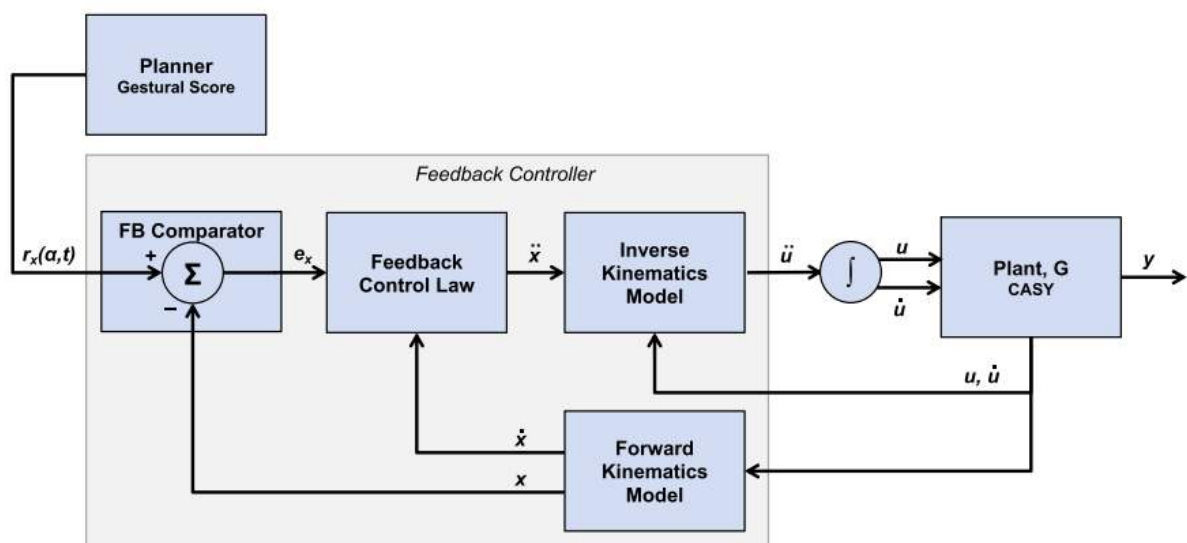 Planner
Gestural Score
Feedback Controller
FB Comparator
r_x(α,t)
+
Σ
−
e_x
Feedback
Control Law
ẍ
Inverse
Kinematics
Model
ü
∫
u
u̇
Plant, G
CASY
y
u, u̇
ẋ
x
Forward
Kinematics
Model